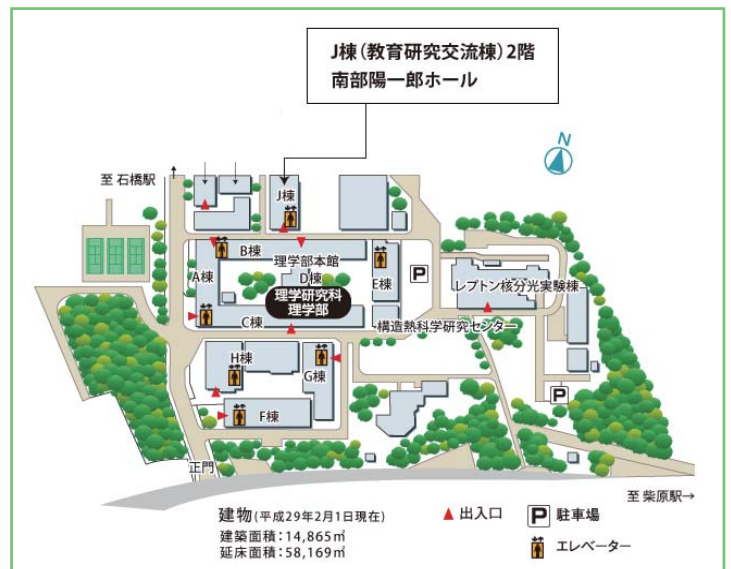 J棟(教育研究交流棟)2階
南部陽一郎ホール
N
至 石橋駅
J棟
B棟
理学部本館
A棟
D棟
E棟
P
理学研究科
理学部
レプトン核分光実験棟
C棟
構造熱科学研究センター
H棟
G棟
F棟
P
正門
至 柴原駅→
建物(平成29年2月1日現在)
建築面積:14,865㎡
延床面積:58,169㎡
▲ 出入口
P 駐車場
エレベーター